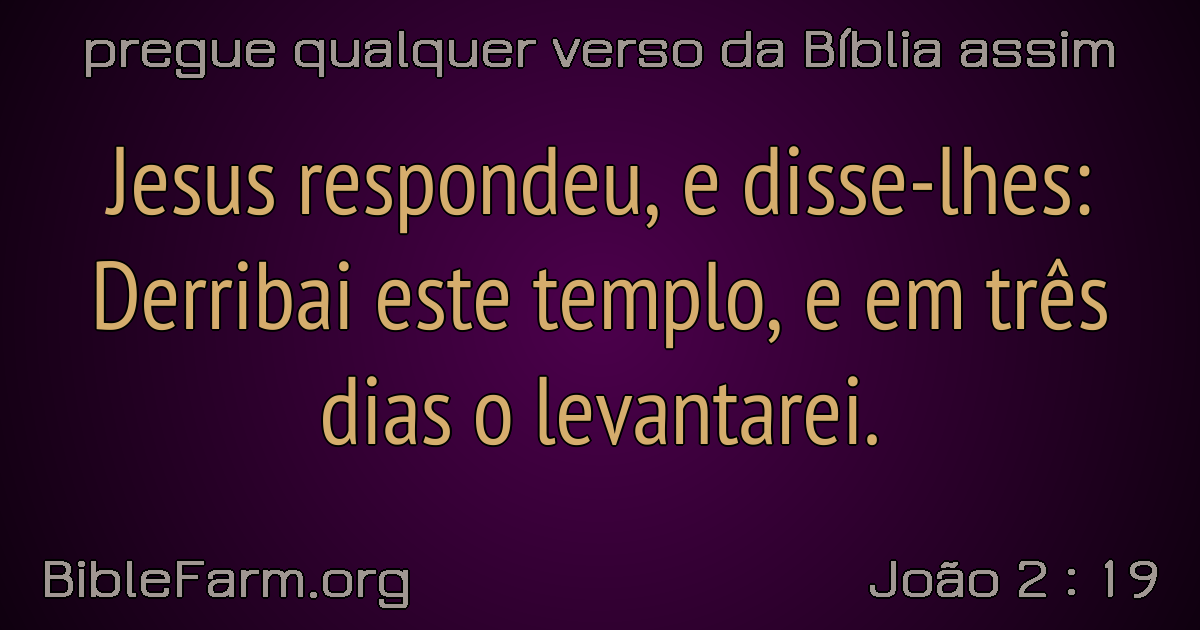 pregue qualquer verso da Bíblia assim
Jesus respondeu, e disse-lhes:
Derribai este templo, e em três
dias o levantarei.
BibleFarm.org
João 2 : 19